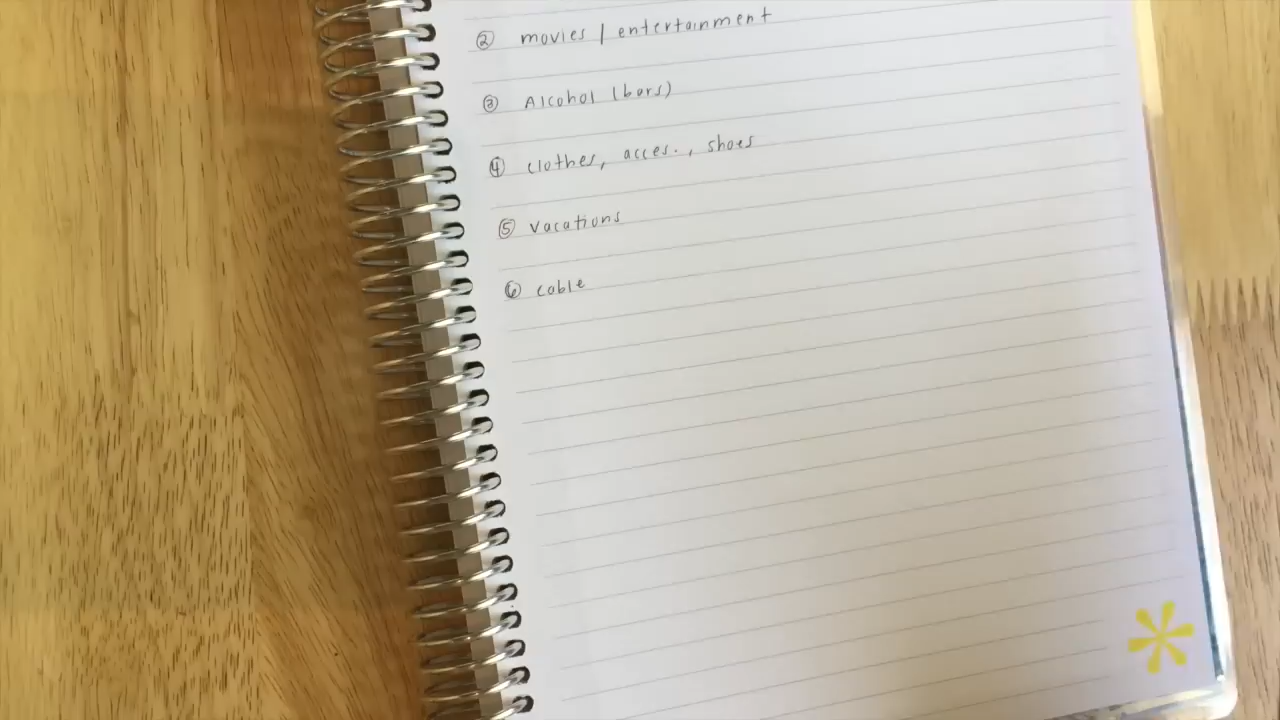 ② movies / entertainment
③ Alcohol (bars)
④ clothes, acces., shoes
⑤ vacations
⑥ cable